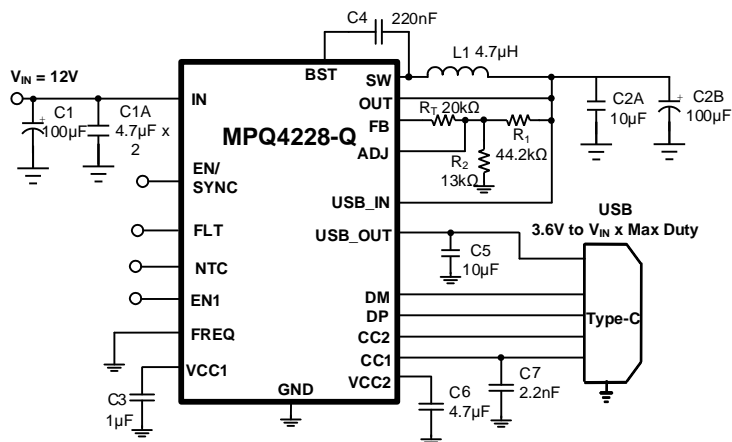 C4 220nF
BST
SW
L1 4.7µH
V_IN = 12V
IN
OUT
C1
100µF
C1A
4.7µF x
2
MPQ4228-Q
FB
R_T 20kΩ
R_1
44.2kΩ
C2A
10µF
C2B
100µF
ADJ
R_2
13kΩ
EN/
SYNC
USB_IN
USB
3.6V to V_IN x Max Duty
FLT
USB_OUT
C5
10µF
NTC
EN1
DM
DP
Type-C
FREQ
CC2
CC1
VCC1
VCC2
C3
1µF
GND
C6
4.7µF
C7
2.2nF